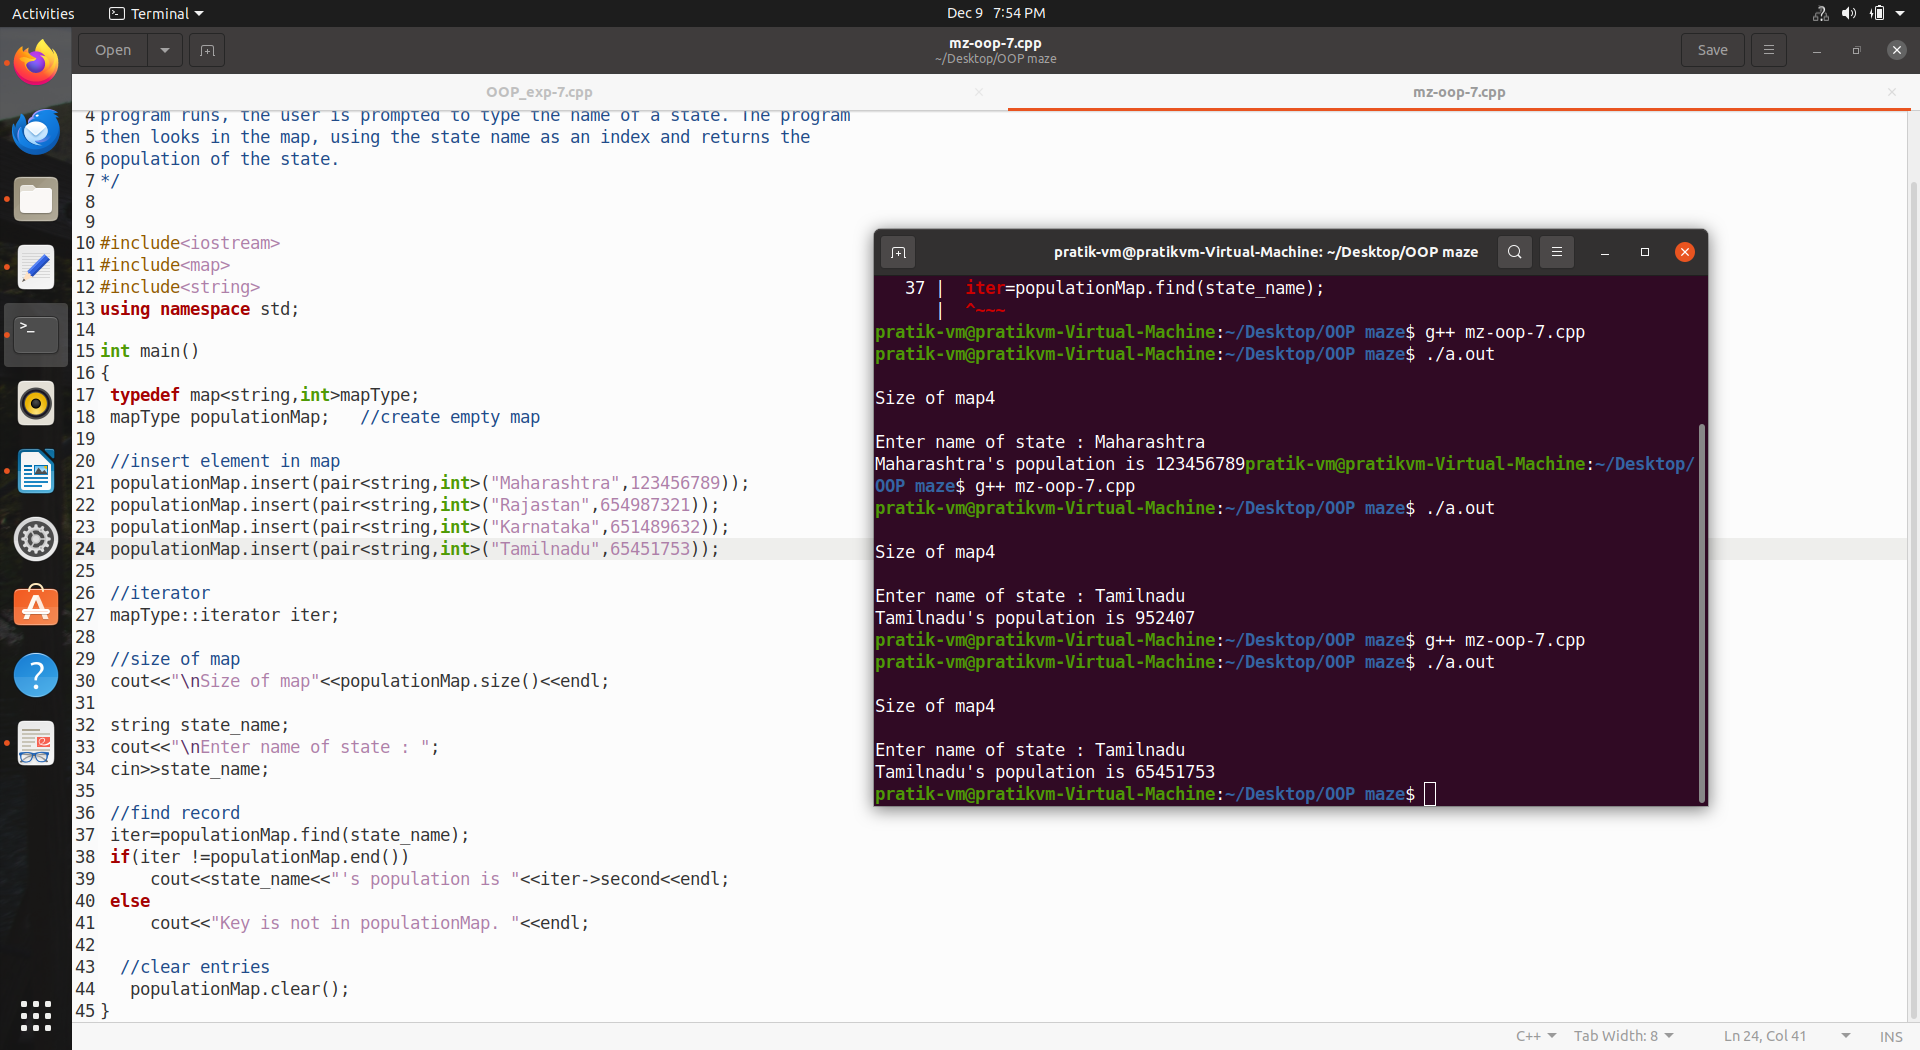 Activities
Terminal
Dec 9 7:54 PM
Open
mz-oop-7.cpp
~/Desktop/OOP maze
Save
OOP_exp-7.cpp
mz-oop-7.cpp
4 program runs, the user is prompted to type the name of a state. The program
5 then looks in the map, using the state name as an index and returns the
6 population of the state.
7 */
8
9
10 #include<iostream>
11 #include<map>
12 #include<string>
13 using namespace std;
14
15 int main()
16 {
17 typedef map<string,int>mapType;
18 mapType populationMap; //create empty map
19
20 //insert element in map
21 populationMap.insert(pair<string,int>("Maharashtra",123456789));
22 populationMap.insert(pair<string,int>("Rajastan",654987321));
23 populationMap.insert(pair<string,int>("Karnataka",651489632));
24 populationMap.insert(pair<string,int>("Tamilnadu",65451753));
25
26 //iterator
27 mapType::iterator iter;
28
29 //size of map
30 cout<<"\nSize of map"<<populationMap.size()<<endl;
31
32 string state_name;
33 cout<<"\nEnter name of state : ";
34 cin>>state_name;
35
36 //find record
37 iter=populationMap.find(state_name);
38 if(iter !=populationMap.end())
39 cout<<state_name<<"'s population is "<<iter->second<<endl;
40 else
41 cout<<"Key is not in populationMap. "<<endl;
42
43 //clear entries
44 populationMap.clear();
45 }
pratik-vm@pratikvm-Virtual-Machine: ~/Desktop/OOP maze
37 | iter=populationMap.find(state_name);
| ^~~~
pratik-vm@pratikvm-Virtual-Machine:~/Desktop/OOP maze$ g++ mz-oop-7.cpp
pratik-vm@pratikvm-Virtual-Machine:~/Desktop/OOP maze$ ./a.out
Size of map4
Enter name of state : Maharashtra
Maharashtra's population is 123456789pratik-vm@pratikvm-Virtual-Machine:~/Desktop/
OOP maze$ g++ mz-oop-7.cpp
pratik-vm@pratikvm-Virtual-Machine:~/Desktop/OOP maze$ ./a.out
Size of map4
Enter name of state : Tamilnadu
Tamilnadu's population is 952407
pratik-vm@pratikvm-Virtual-Machine:~/Desktop/OOP maze$ g++ mz-oop-7.cpp
pratik-vm@pratikvm-Virtual-Machine:~/Desktop/OOP maze$ ./a.out
Size of map4
Enter name of state : Tamilnadu
Tamilnadu's population is 65451753
pratik-vm@pratikvm-Virtual-Machine:~/Desktop/OOP maze$
C++
Tab Width: 8
Ln 24, Col 41
INS